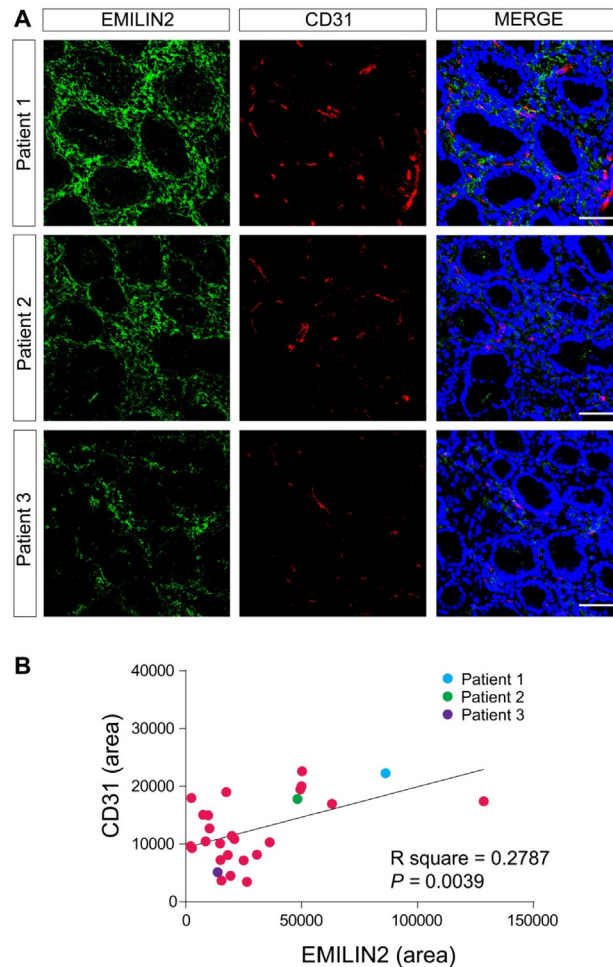 A
EMILIN2 CD31 MERGE
Patient 1
Patient 2
Patient 3
B
40000
30000
20000
10000
0
CD31 (area)
Patient 1
Patient 2
Patient 3
R square = 0.2787
P = 0.0039
0 50000 100000 150000
EMILIN2 (area)